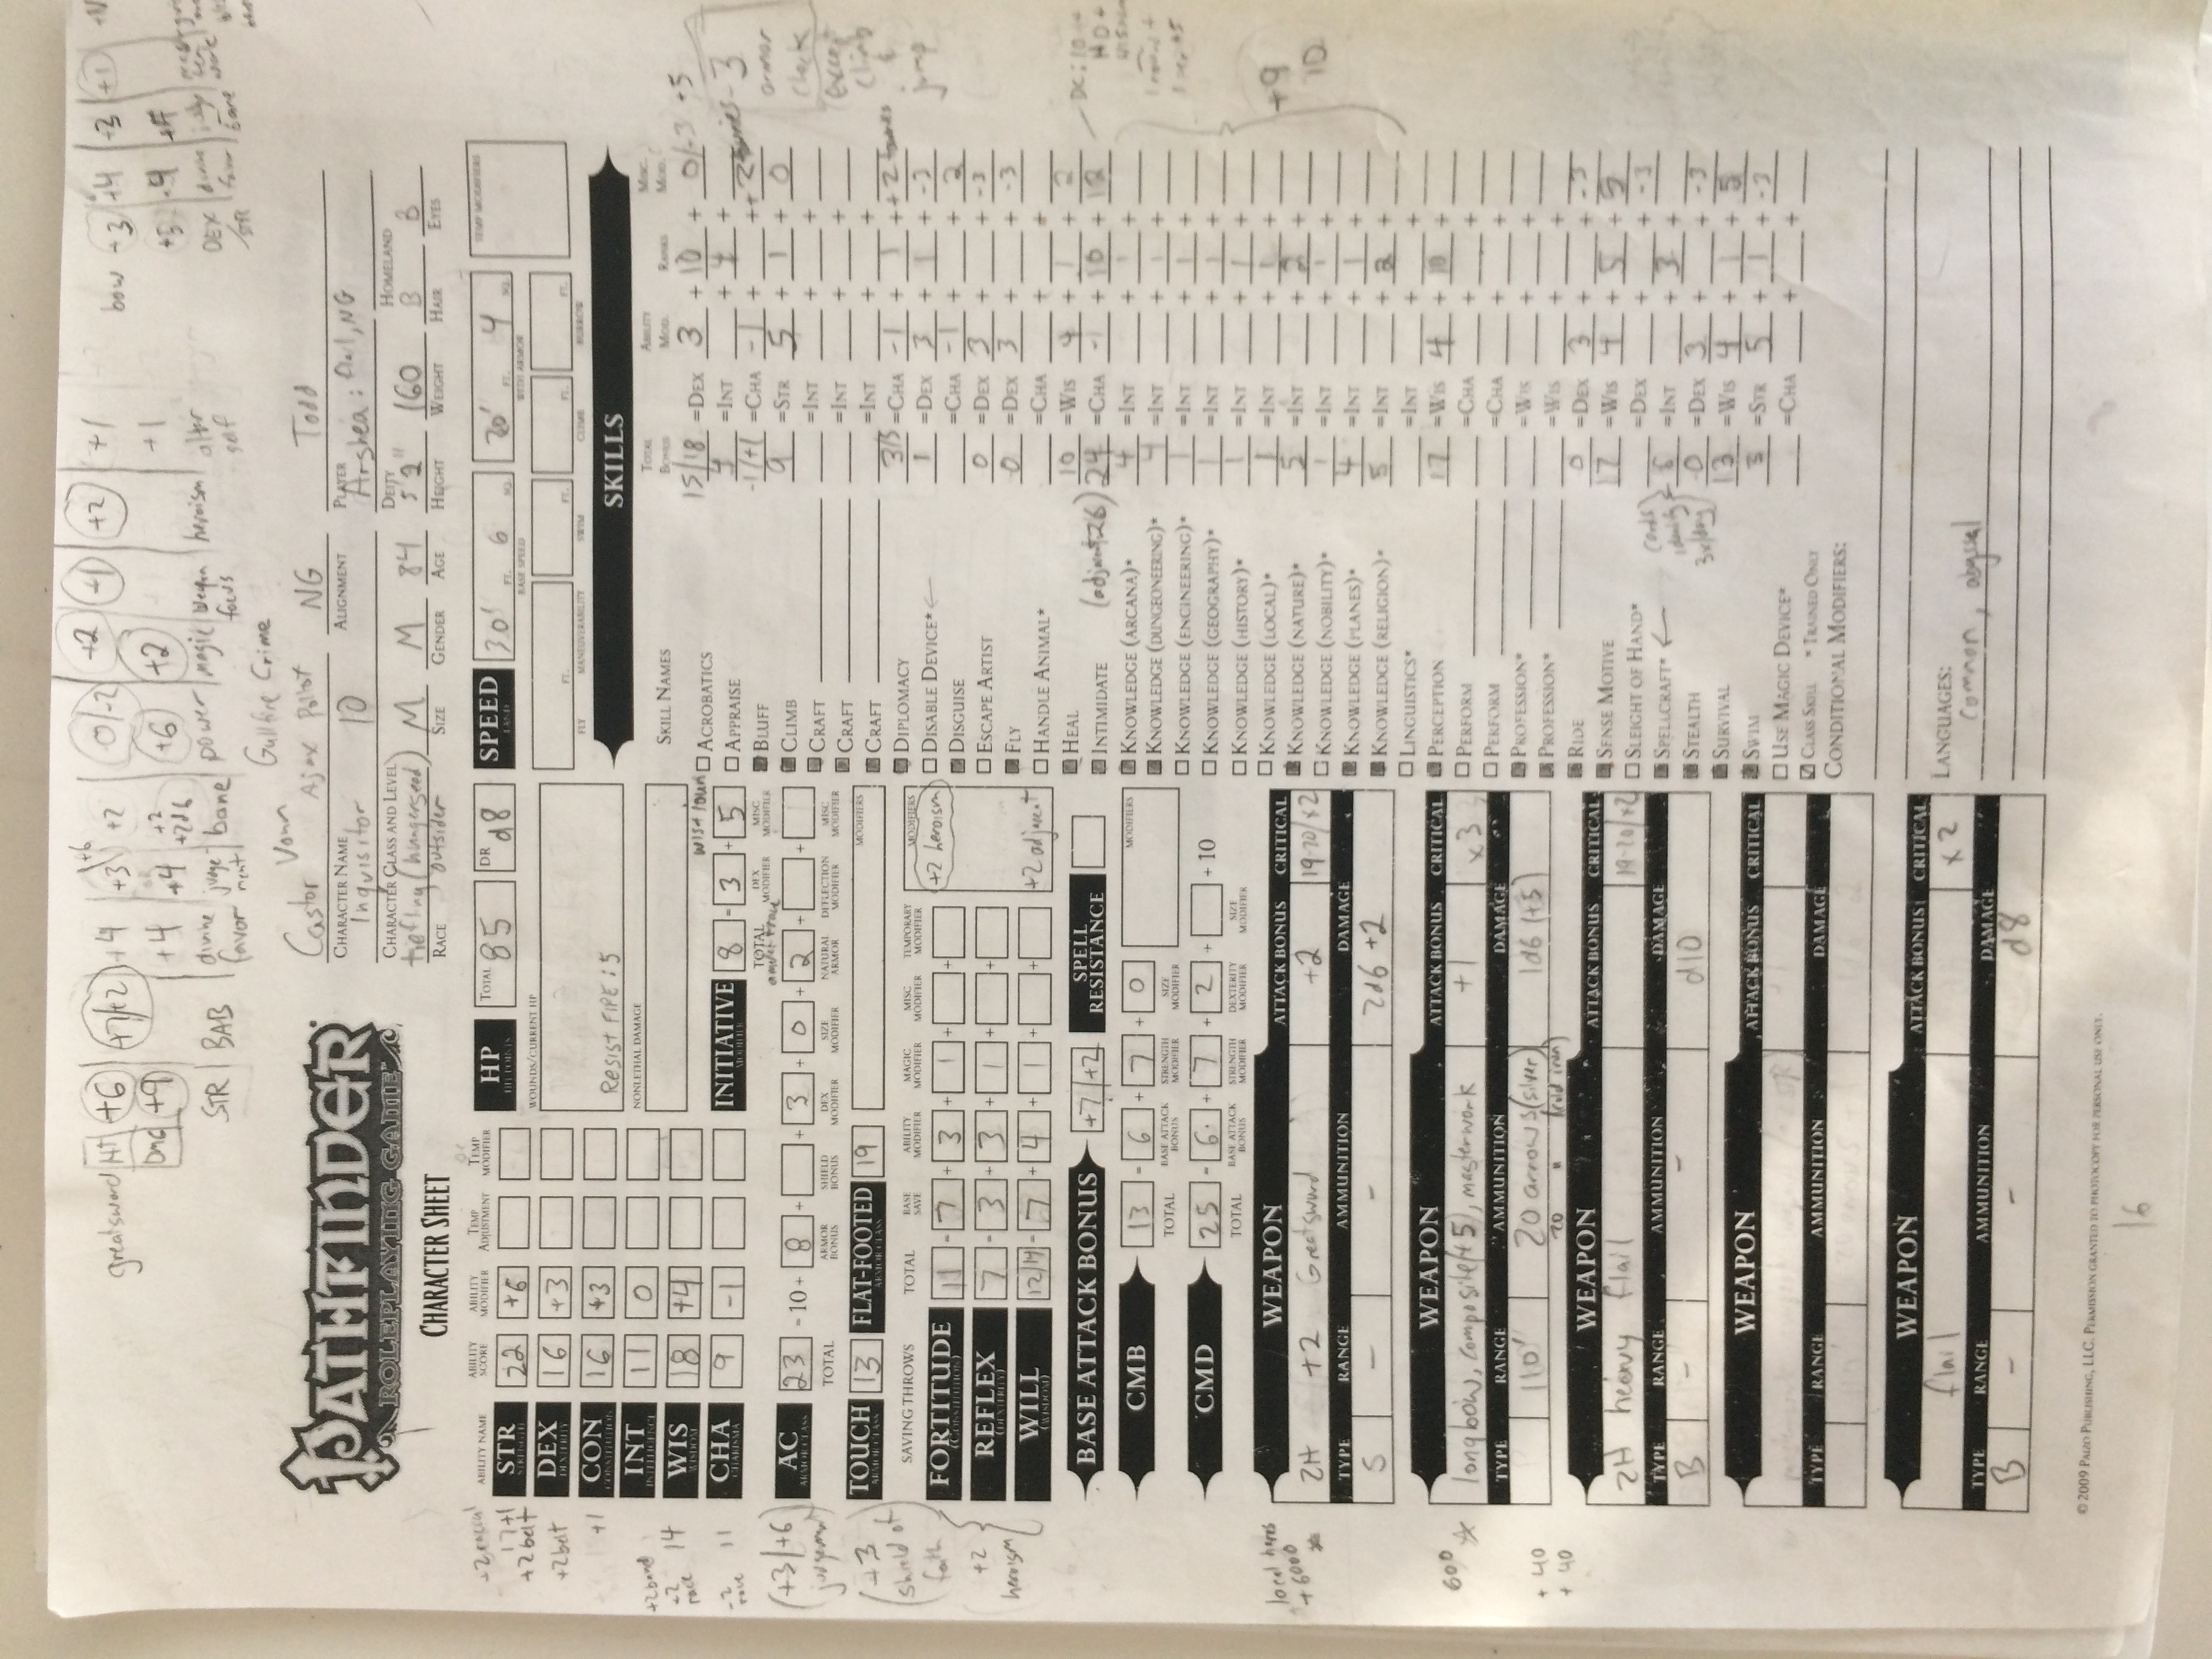 +6
greatsword Hit +6 +7/+2 +4 +3 +2 0/-2 +2 +1 +2 +1
Dmg +9 +4 +4 +2 +2d6 +6 +2 +1
STR BAB divine favor judgement bane power magic weapon focus heroism alter self
bow +3 +4 +3 +1
DEX /STR divine favor
Gullfire Crime
Castor Vonn Ajax Pollot NG Todd
PATHFINDER
ROLEPLAYING GAME
CHARACTER SHEET
CHARACTER NAME ALIGNMENT PLAYER
Inquisitor 10 Arshea: flail, NG
CHARACTER CLASS AND LEVEL DEITY HOMELAND
tiefling (hungerseed) M M 84 5'2" 160 B B
RACE outsider SIZE GENDER AGE HEIGHT WEIGHT HAIR EYES
ABILITY NAME ABILITY SCORE ABILITY MODIFIER TEMP ADJUSTMENT TEMP MODIFIER
+2 racial
17+1
+2 belt
STR STRENGTH 22 +6
+2 belt DEX DEXTERITY 16 +3
+1 CON CONSTITUTION 16 +3
INT INTELLIGENCE 11 0
+2 band
+2 race 14 WIS WISDOM 18 +4
-2 race 11 CHA CHARISMA 9 -1
HP HIT POINTS TOTAL 85 DR d8
WOUNDS/CURRENT HP
Resist FIRE: 5
NONLETHAL DAMAGE
SPEED LAND 30' FT. 6 SQ. 20' FT. 4 SQ. TEMP MODIFIERS
BASE SPEED WITH ARMOR
FT. FT. FT. FT.
FLY MANEUVERABILITY SWIM CLIMB BURROW
INITIATIVE MODIFIER 8 = 3 + 5
TOTAL DEX MODIFIER MISC MODIFIER
(+3/+6 judgement)
AC ARMOR CLASS 23 = 10 + 8 + + 3 + 0 + 2 + +
TOTAL ARMOR BONUS SHIELD BONUS DEX MODIFIER SIZE MODIFIER NATURAL ARMOR DEFLECTION MODIFIER MISC MODIFIER
TOUCH ARMOR CLASS 13 FLAT-FOOTED ARMOR CLASS 19 MODIFIERS
(+3 shield of faith
+2 heroism
SAVING THROWS TOTAL BASE SAVE ABILITY MODIFIER MAGIC MODIFIER MISC MODIFIER TEMPORARY MODIFIER MODIFIERS
FORTITUDE (CONSTITUTION) 11 = 7 + 3 + 1 + + +2 heroism
REFLEX (DEXTERITY) 7 = 3 + 3 + 1 + +
WILL (WISDOM) 12/14 = 7 + 4 + 1 + + +2 adjacent
BASE ATTACK BONUS +7/+2 SPELL RESISTANCE
CMB 13 = 6 + 7 + 0 MODIFIERS
TOTAL BASE ATTACK BONUS STRENGTH MODIFIER SIZE MODIFIER
CMD 25 = 6 + 7 + 2 + + 10
TOTAL BASE ATTACK BONUS STRENGTH MODIFIER DEXTERITY MODIFIER SIZE MODIFIER
+6000
WEAPON ATTACK BONUS CRITICAL
2H +2 Greatsword +2 19-20/x2
TYPE RANGE AMMUNITION DAMAGE
S - - 2d6 +2
600
WEAPON ATTACK BONUS CRITICAL
longbow, composite(+5), masterwork +1 x3
TYPE RANGE AMMUNITION DAMAGE
+40 110' 20 arrows (silver) 1d6 (+5)
+40 20 " (cold iron)
WEAPON ATTACK BONUS CRITICAL
2H heavy flail 19-20/x2
TYPE RANGE AMMUNITION DAMAGE
B - - d10
WEAPON ATTACK BONUS CRITICAL
TYPE RANGE AMMUNITION DAMAGE
WEAPON ATTACK BONUS CRITICAL
flail x2
TYPE RANGE AMMUNITION DAMAGE
B - - d8
© 2009 PAIZO PUBLISHING, LLC. PERMISSION GRANTED TO PHOTOCOPY FOR PERSONAL USE ONLY.
16
SKILLS
SKILL NAMES TOTAL BONUS ABILITY MOD. RANKS MISC. MOD.
ACROBATICS 15/18 =DEX 3 + 10 + 0/-3 +5
APPRAISE =INT + +
BLUFF -1/+1 =CHA -1 + ++2
CLIMB 9 =STR 5 + 1 + 0
CRAFT =INT + +
CRAFT =INT + +
CRAFT =INT + +
-3 armor check
except climb & jump
DIPLOMACY 3/5 =CHA -1 + 1 ++2
DISABLE DEVICE* 1 =DEX 3 + 1 + -3
DISGUISE =CHA -1 + + 2
ESCAPE ARTIST 0 =DEX 3 + + -3
FLY 0 =DEX 3 + + -3
HANDLE ANIMAL* =CHA + +
HEAL 10 =WIS 4 + 1 + 2
INTIMIDATE (adjacent 26) 24 =CHA -1 + 10 + 12
KNOWLEDGE (ARCANA)* 4 =INT + 1 +
KNOWLEDGE (DUNGEONEERING)* 4 =INT + 1 +
KNOWLEDGE (ENGINEERING)* 1 =INT + 1 +
KNOWLEDGE (GEOGRAPHY)* 1 =INT + 1 +
KNOWLEDGE (HISTORY)* 1 =INT + 1 +
KNOWLEDGE (LOCAL)* 1 =INT + 1 +
KNOWLEDGE (NATURE)* 5 =INT + 2 +
KNOWLEDGE (NOBILITY)* 1 =INT + 1 +
KNOWLEDGE (PLANES)* 4 =INT + 1 +
KNOWLEDGE (RELIGION)* 5 =INT + 2 +
+9
10
LINGUISTICS* =INT + +
PERCEPTION 17 =WIS 4 + 10 +
PERFORM =CHA + +
PERFORM =CHA + +
PROFESSION* =WIS + +
PROFESSION* =WIS + +
RIDE 0 =DEX 3 + + -3
SENSE MOTIVE 17 =WIS 4 + 5 + 5
SLEIGHT OF HAND* =DEX + + -3
SPELLCRAFT* cards identify 3x/day 6 =INT + 3 +
STEALTH 0 =DEX 3 + + -3
SURVIVAL 13 =WIS 4 + 1 + 5
SWIM 3 =STR 5 + 1 + -3
USE MAGIC DEVICE* =CHA + +
CLASS SKILL * TRAINED ONLY
CONDITIONAL MODIFIERS:
LANGUAGES:
common, abyssal